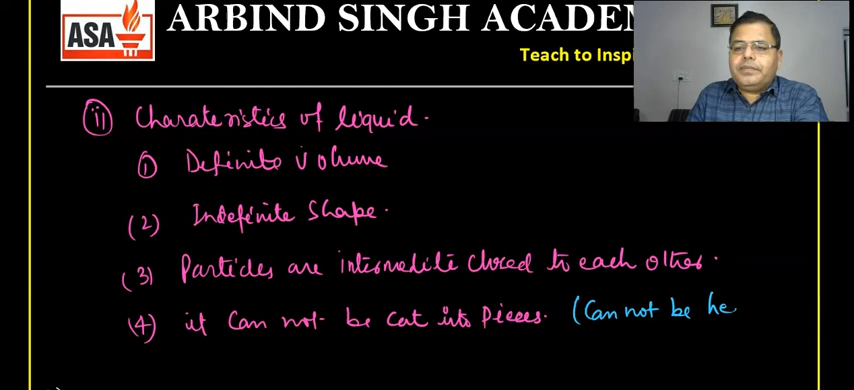 ASA
ARBIND SINGH ACADEM
Teach to Inspi
(ii) Charateristics of liquid.
(1) Definite volume
(2) Indefinite shape.
(3) Particles are intermedite closed to each other.
(4) it can not be cut into pieces. (Can not be he